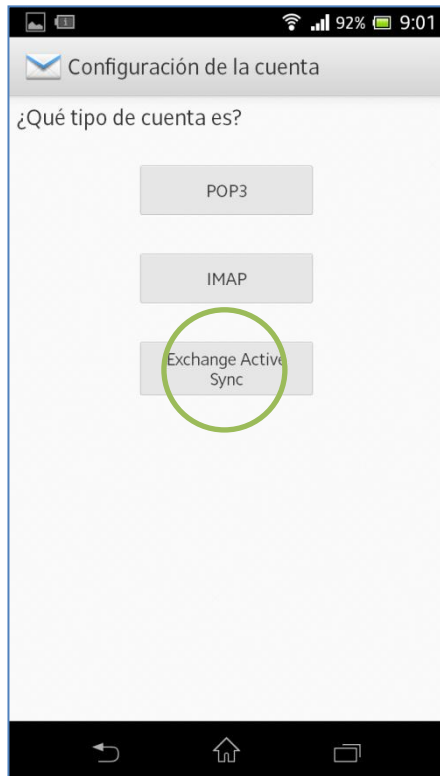 92% 9:01
Configuración de la cuenta
¿Qué tipo de cuenta es?
POP3
IMAP
Exchange Active
Sync